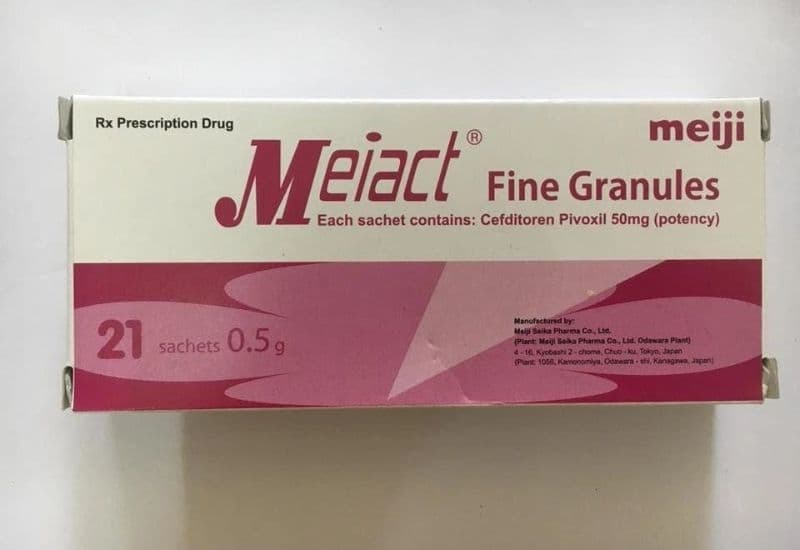 Rx Prescription Drug
meiji
Meiact®
Fine Granules
Each sachet contains: Cefditoren Pivoxil 50mg (potency)
21 sachets 0.5 g
Manufactured by:
Meiji Seika Pharma Co., Ltd.
(Plant: Meiji Seika Pharma Co., Ltd. Odawara Plant)
4 - 16, Kyobashi 2 - chome, Chuo - ku, Tokyo, Japan
(Plant: 1056, Kamonomiya, Odawara - shi, Kanagawa, Japan)